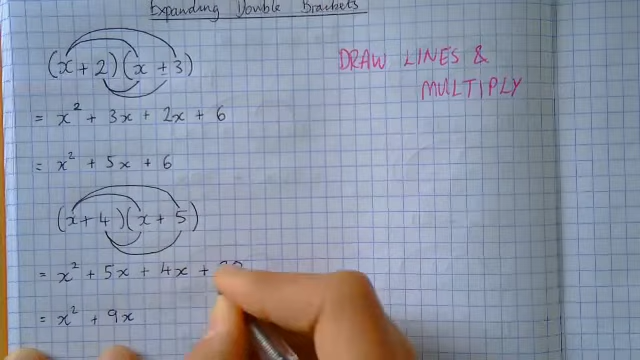 Expanding Double Brackets
(x + 2)(x + 3)
= x² + 3x + 2x + 6
= x² + 5x + 6
(x + 4)(x + 5)
= x² + 5x + 4x +
= x² + 9x
DRAW LINES &
MULTIPLY